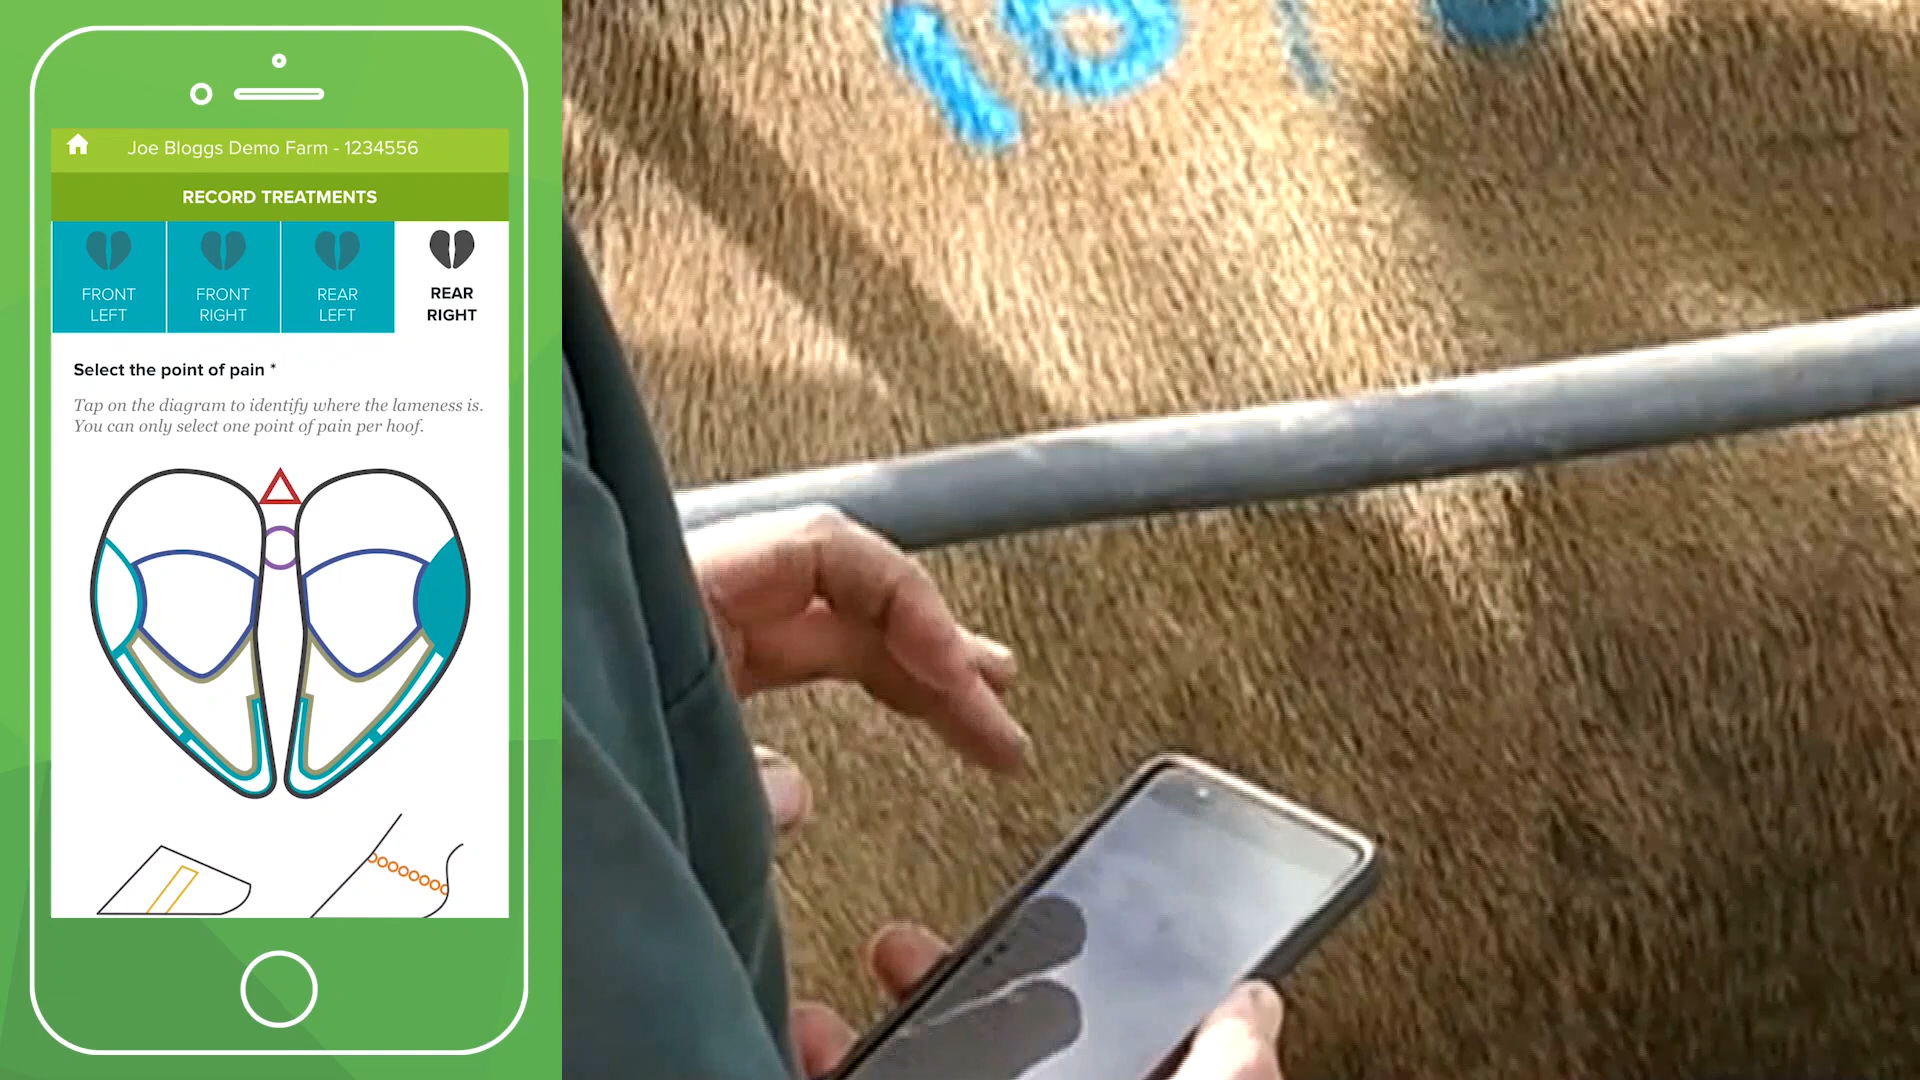 Joe Bloggs Demo Farm - 1234556
RECORD TREATMENTS
FRONT
LEFT
FRONT
RIGHT
REAR
LEFT
REAR
RIGHT
Select the point of pain *
Tap on the diagram to identify where the lameness is.
You can only select one point of pain per hoof.